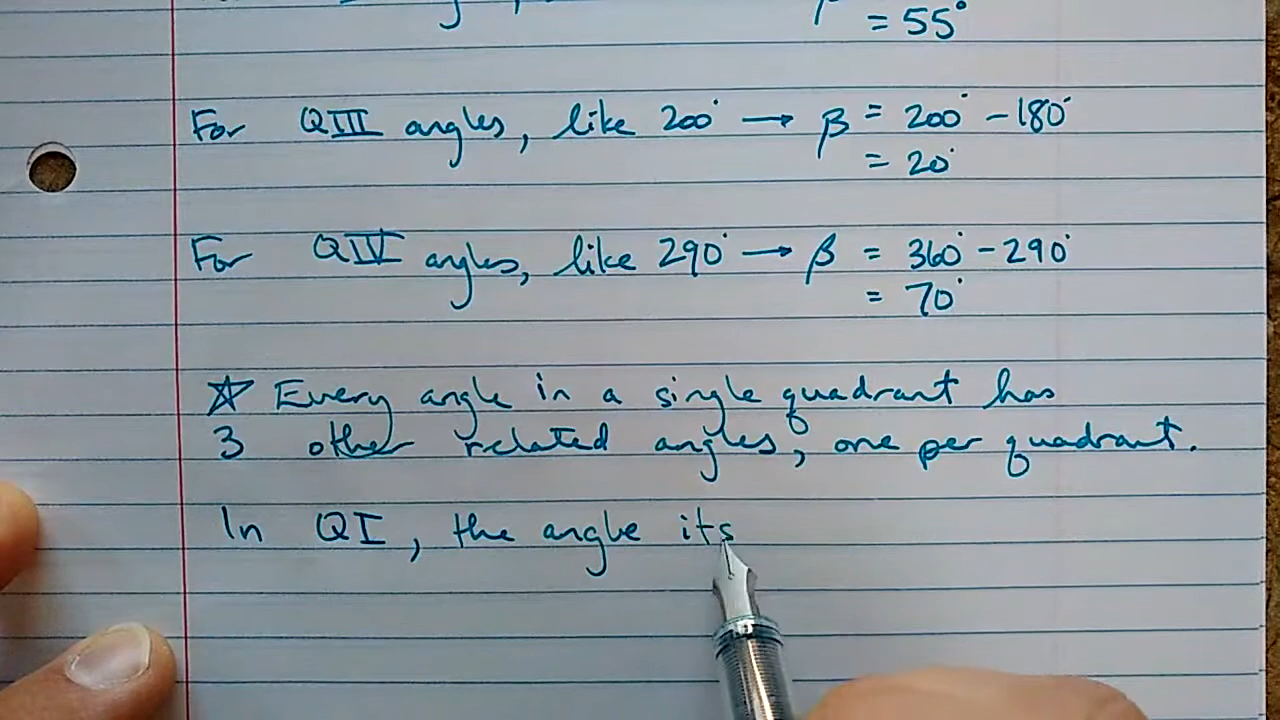 = 55°
For QIII angles, like 200° → β = 200° - 180°
= 20°
For QIV angles, like 290° → β = 360° - 290°
= 70°
☆ Every angle in a single quadrant has
3 other related angles, one per quadrant.
In QI, the angle its